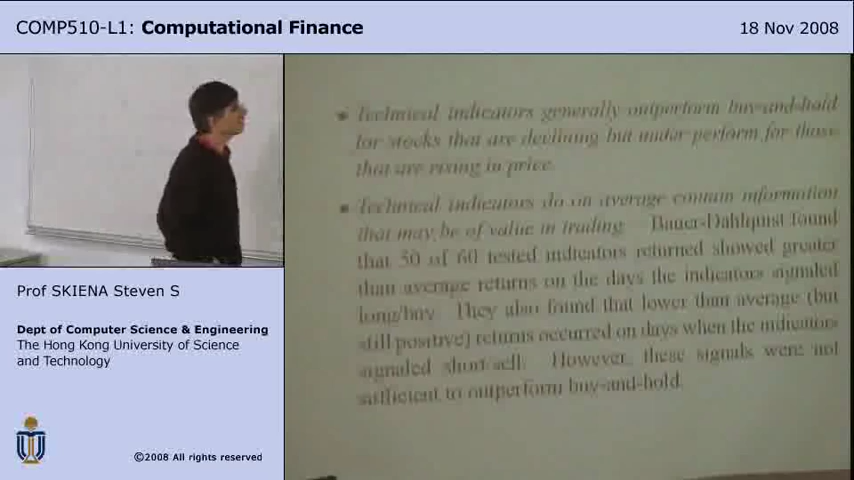 COMP510-L1: Computational Finance
18 Nov 2008
Technical indicators generally outperform buy-and-hold
for stocks that are declining but under-perform for those
that are rising in price.
Technical indicators do on average contain information
that may be of value in trading. Bauer-Dahlquist found
that 50 of 60 tested indicators returned showed greater
than average returns on the days the indicators signaled
long/buy. They also found that lower than average (but
still positive) returns occurred on days when the indicators
signaled short-sell. However, these signals were not
sufficient to outperform buy-and-hold.
Prof SKIENA Steven S
Dept of Computer Science & Engineering
The Hong Kong University of Science
and Technology
©2008 All rights reserved